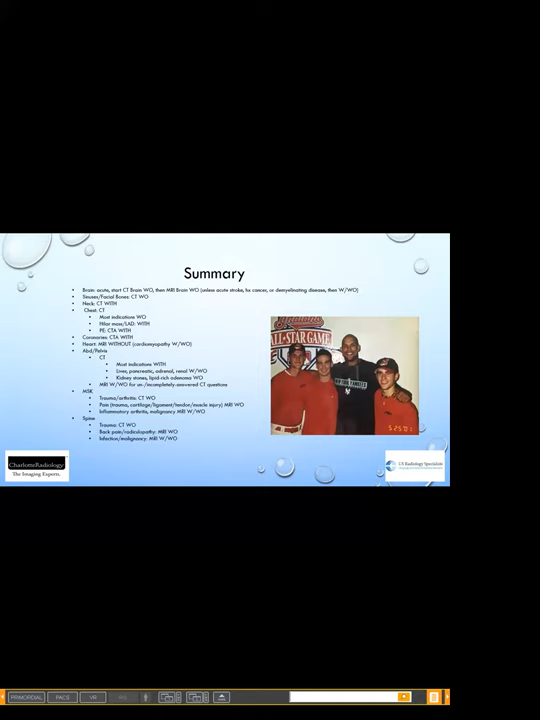 Summary
• Brain: acute, start CT Brain WO, then MRI Brain WO (unless acute stroke, hx cancer, or demyelinating disease, then W/WO)
• Sinuses/Facial Bones: CT WO
• Neck: CT WITH
• Chest: CT
• Most indications WO
• Hilar mass/LAD: WITH
• PE: CTA WITH
• Coronaries: CTA WITH
• Heart: MRI WITHOUT (cardiomyopathy W/WO)
• Abd/Pelvis
• CT
• Most indications WITH
• Liver, pancreatic, adrenal, renal W/WO
• Kidney stones, lipid-rich adenoma WO
• MRI W/WO for un-/incompletely-answered CT questions
• MSK
• Trauma/arthritis: CT WO
• Pain (trauma, cartilage/ligament/tendon/muscle injury) MRI WO
• Inflammatory arthritis, malignancy MRI W/WO
• Spine
• Trauma: CT WO
• Back pain/radiculopathy: MRI WO
• Infection/malignancy: MRI W/WO
Indians
ALL★STAR GAME
NEW YORK YANKEES
CharlotteRadiology
The Imaging Experts.
US Radiology Specialists
PRIMORDIAL
PACS
VR